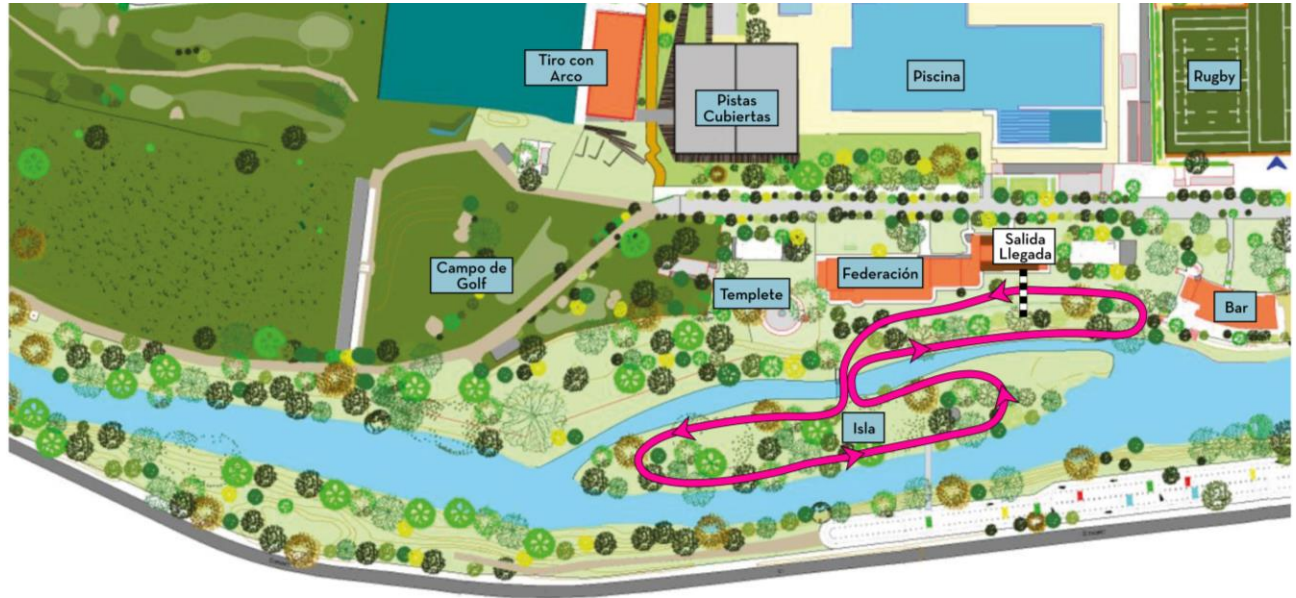 Tiro con
Arco
Pistas
Cubiertas
Piscina
Rugby
Campo de
Golf
Templete
Federación
Salida
Llegada
Bar
Isla